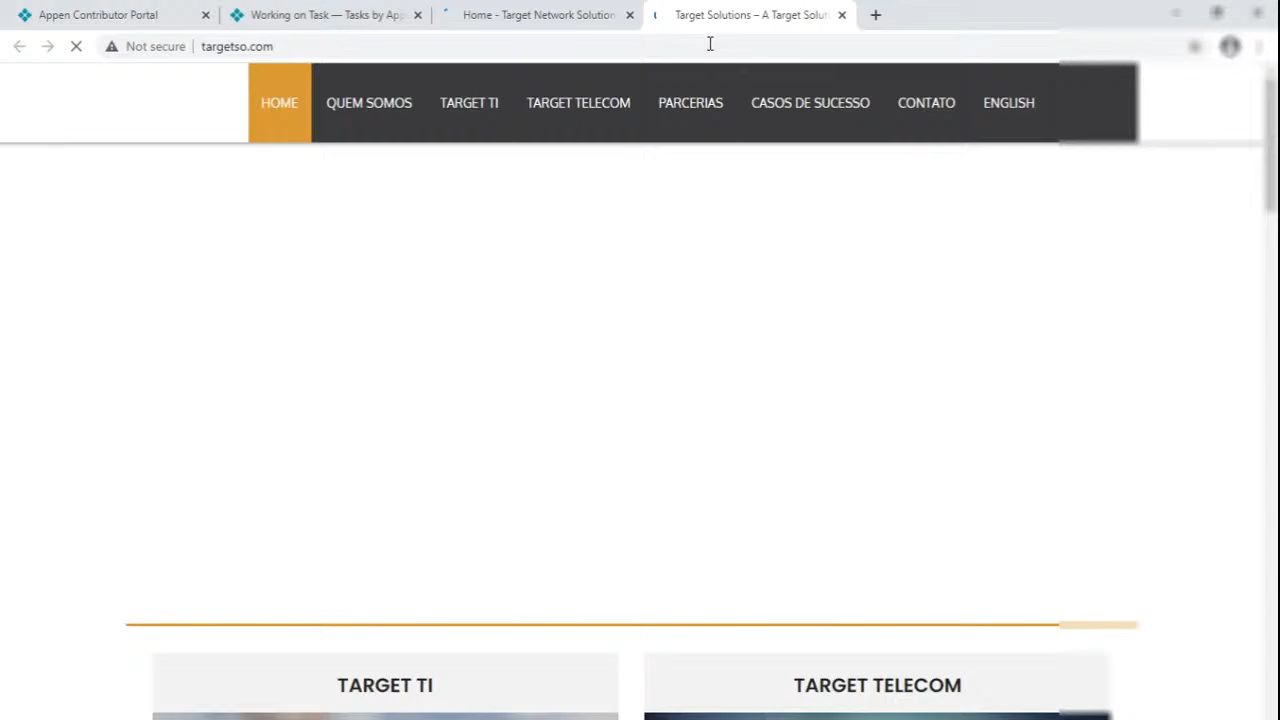 Appen Contributor Portal
Working on Task — Tasks by App
Home - Target Network Solution
Target Solutions – A Target Solut
Not secure
targetso.com
HOME
QUEM SOMOS
TARGET TI
TARGET TELECOM
PARCERIAS
CASOS DE SUCESSO
CONTATO
ENGLISH
TARGET TI
TARGET TELECOM